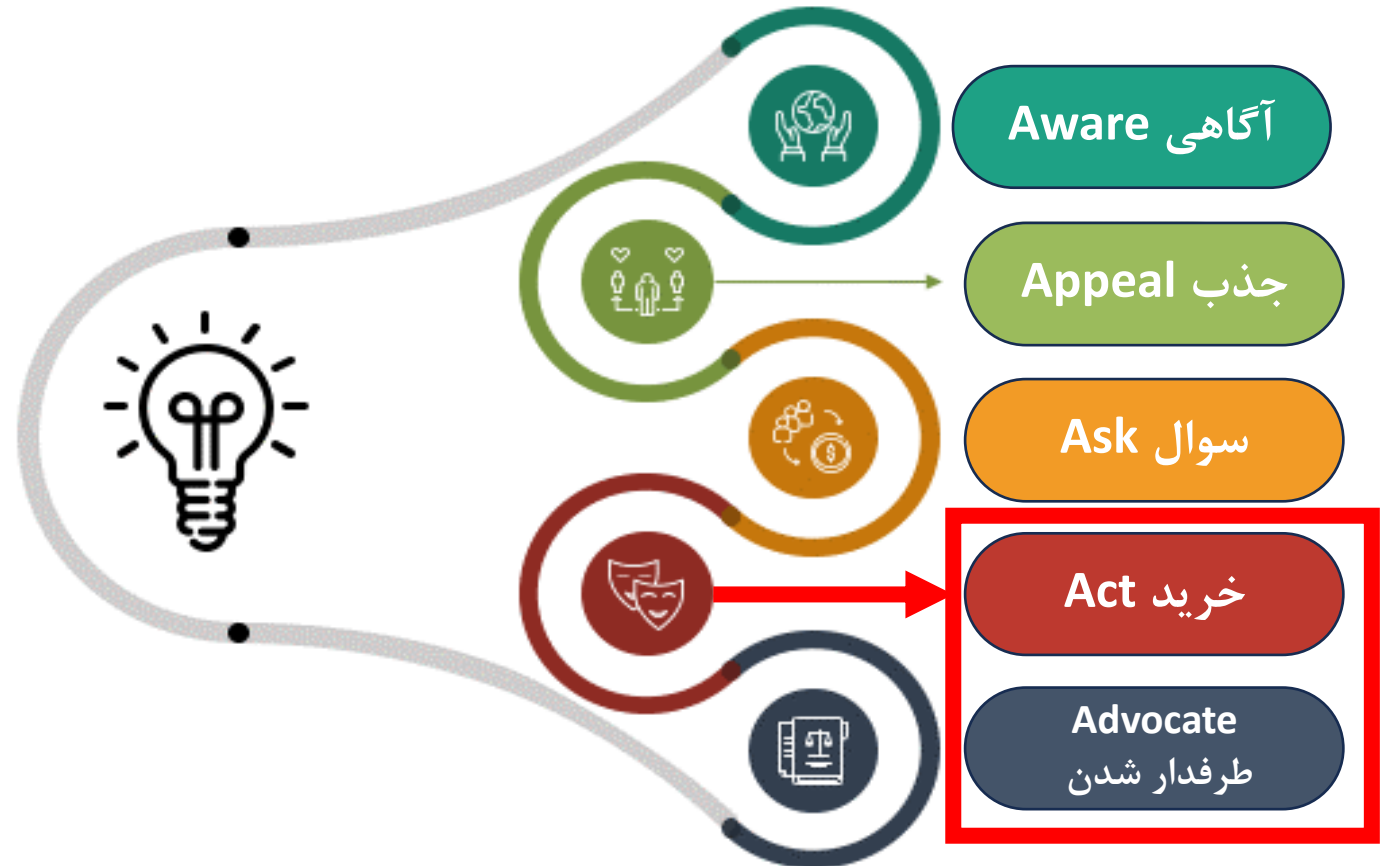 آگاهی Aware
جذب Appeal
سوال Ask
خرید Act
Advocate
طرفدار شدن